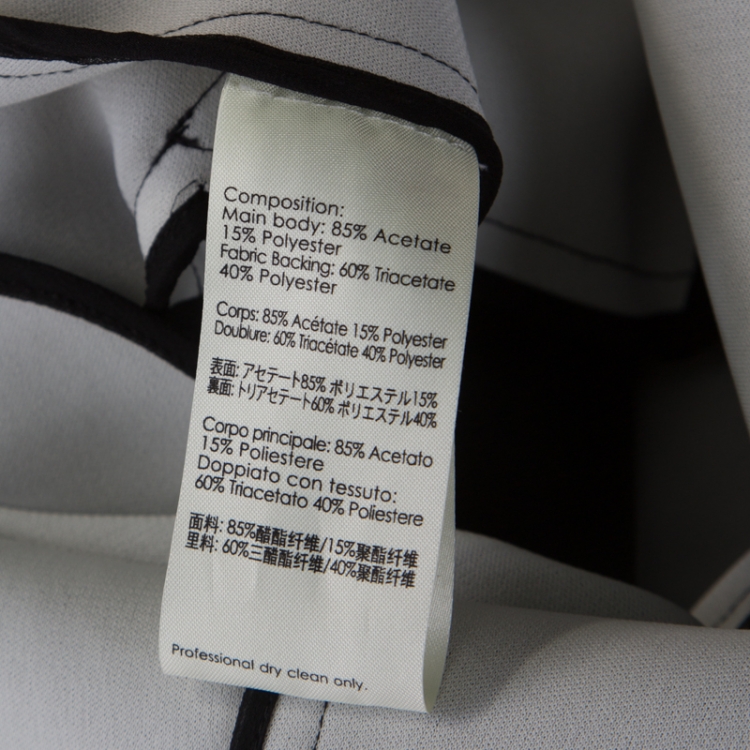 Composition:
Main body: 85% Acetate
15% Polyester
Fabric Backing: 60% Triacetate
40% Polyester
Corps: 85% Acétate 15% Polyester
Doublure: 60% Triacétate 40% Polyester
表面: アセテート85% ポリエステル15%
裏面: トリアセテート60% ポリエステル40%
Corpo principale: 85% Acetato
15% Poliestere
Doppiato con tessuto:
60% Triacetato 40% Poliestere
面料: 85%醋酯纤维/15%聚酯纤维
里料: 60%三醋酯纤维/40%聚酯纤维
Professional dry clean only.